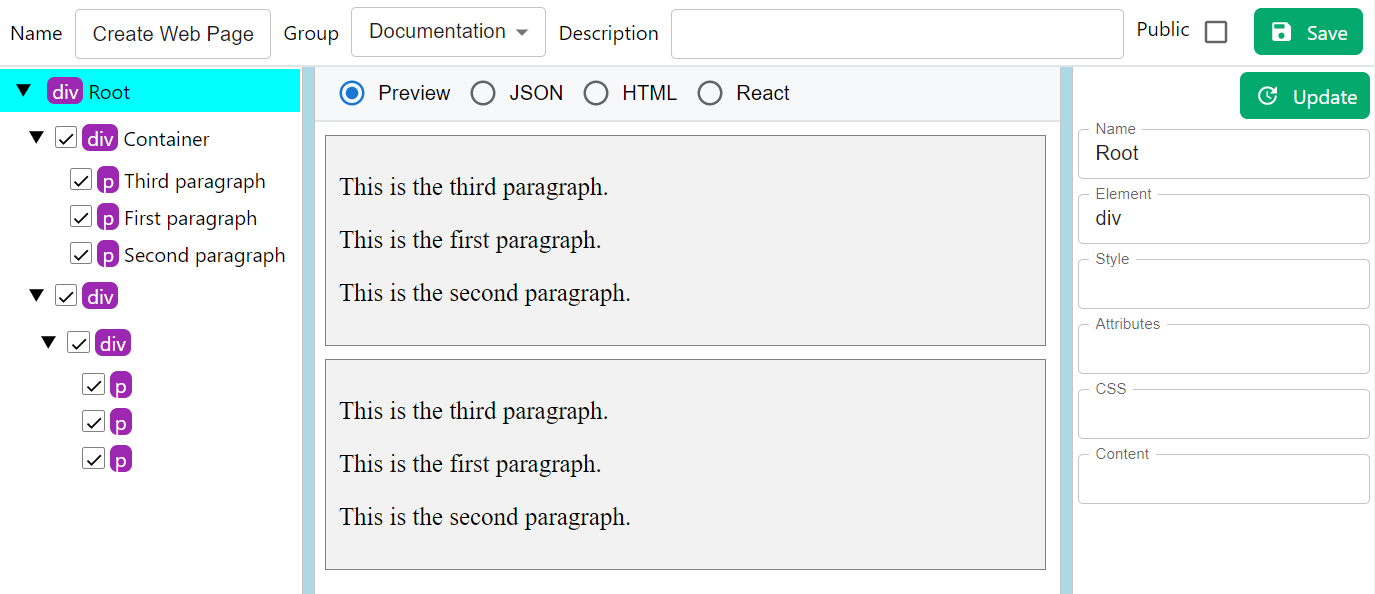 Name Create Web Page Group Documentation Description Public Save
div Root
div Container
p Third paragraph
p First paragraph
p Second paragraph
div
div
p
p
p
Preview JSON HTML React
This is the third paragraph.
This is the first paragraph.
This is the second paragraph.
This is the third paragraph.
This is the first paragraph.
This is the second paragraph.
Update
Name
Root
Element
div
Style
Attributes
CSS
Content